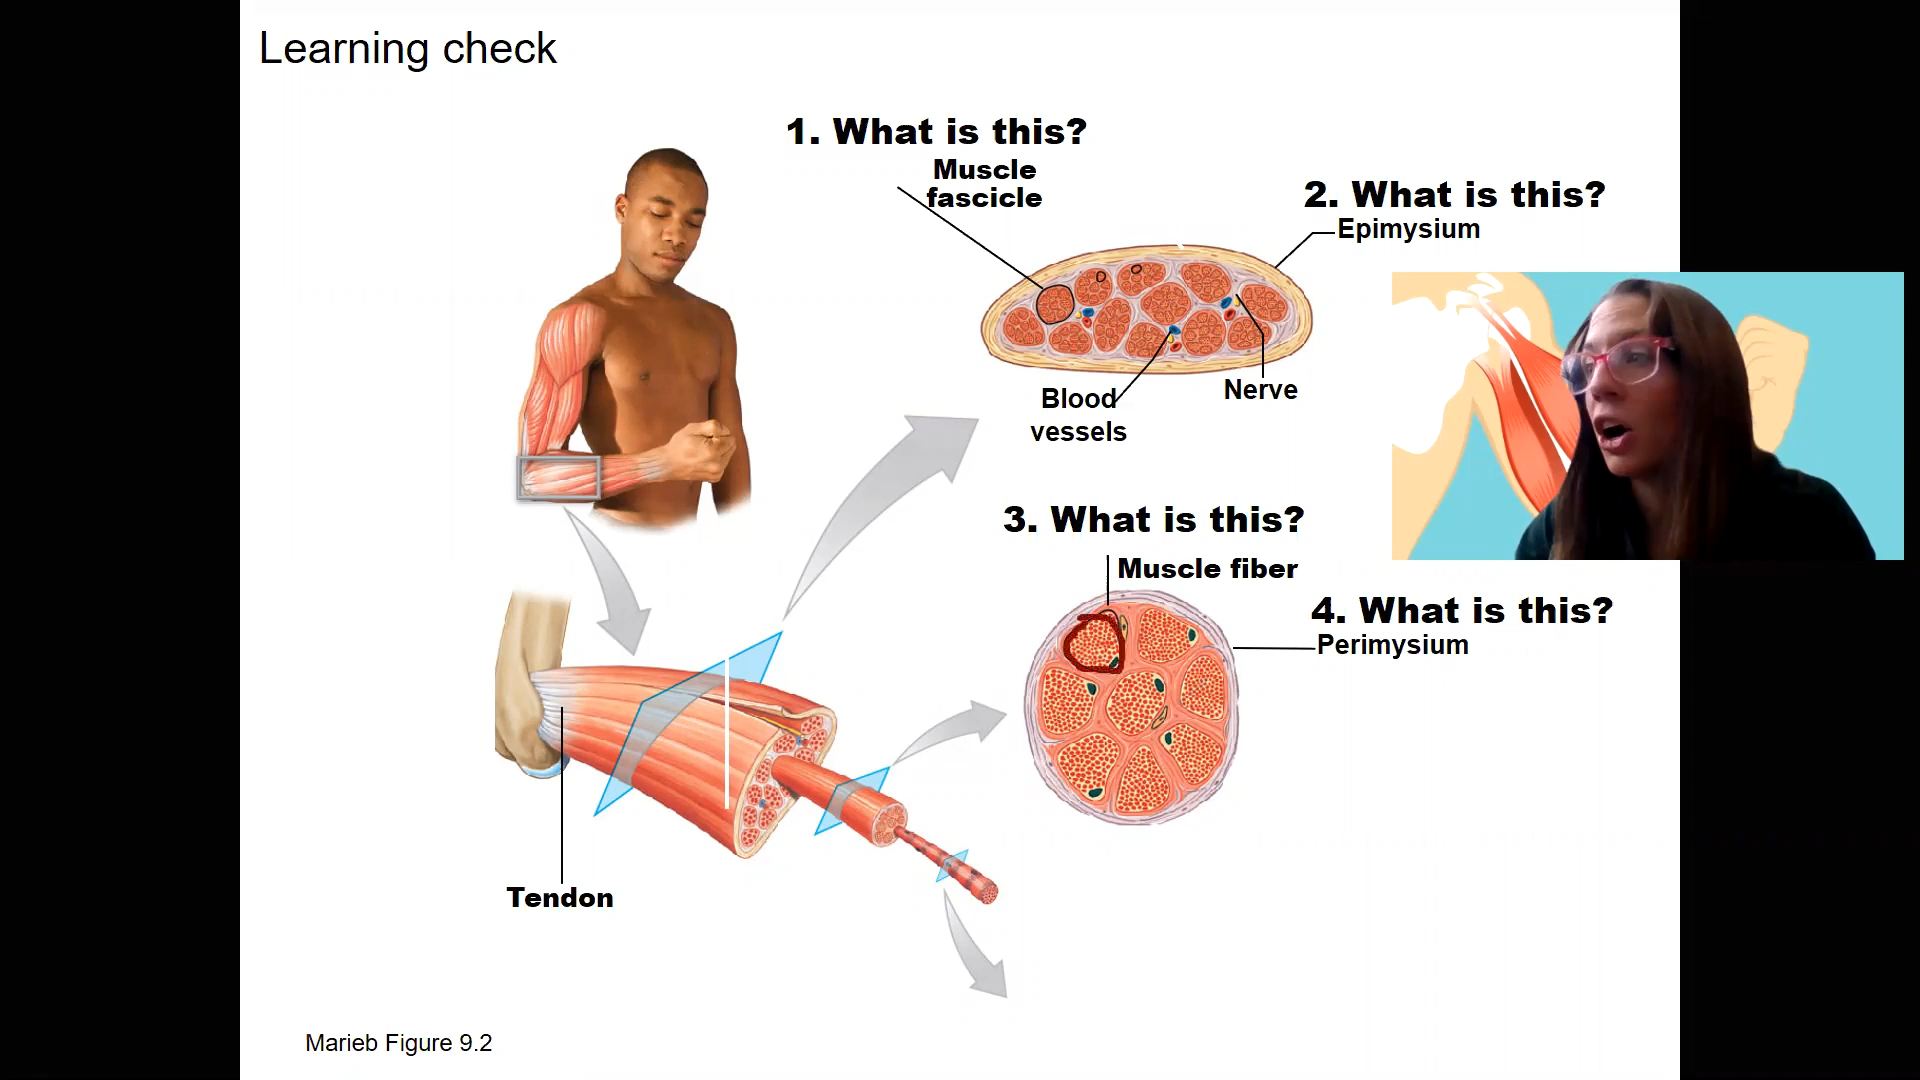 Learning check
1. What is this?
Muscle
fascicle
2. What is this?
Epimysium
Blood
vessels
Nerve
3. What is this?
Muscle fiber
4. What is this?
Perimysium
Tendon
Marieb Figure 9.2